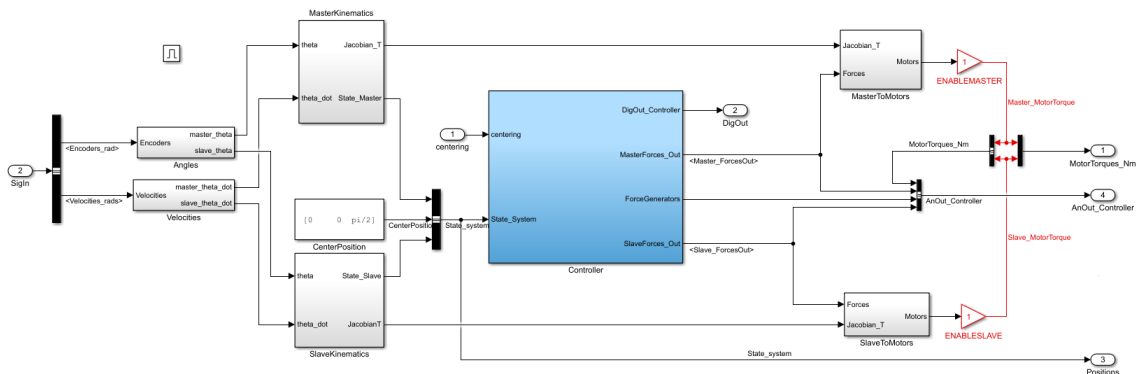 MasterKinematics
theta
Jacobian_T
theta_dot
State_Master
Jacobian_T
Motors
Forces
MasterToMotors
1
ENABLEMASTER
Master_MotorTorque
DigOut_Controller
2
DigOut
1
centering
centering
MasterForces_Out
<Master_ForcesOut>
MotorTorques_Nm
1
MotorTorques_Nm
<Encoders_rad>
Encoders
master_theta
slave_theta
Angles
2
SigIn
<Velocities_rads>
Velocities
master_theta_dot
slave_theta_dot
Velocities
[0 0 pi/2]
CenterPosition
CenterPosition
State_system
State_System
ForceGenerators
AnOut_Controller
4
AnOut_Controller
SlaveForces_Out
<Slave_ForcesOut>
Controller
Slave_MotorTorque
theta
State_Slave
theta_dot
JacobianT
SlaveKinematics
Forces
Motors
Jacobian_T
SlaveToMotors
1
ENABLESLAVE
State_system
3
Positions